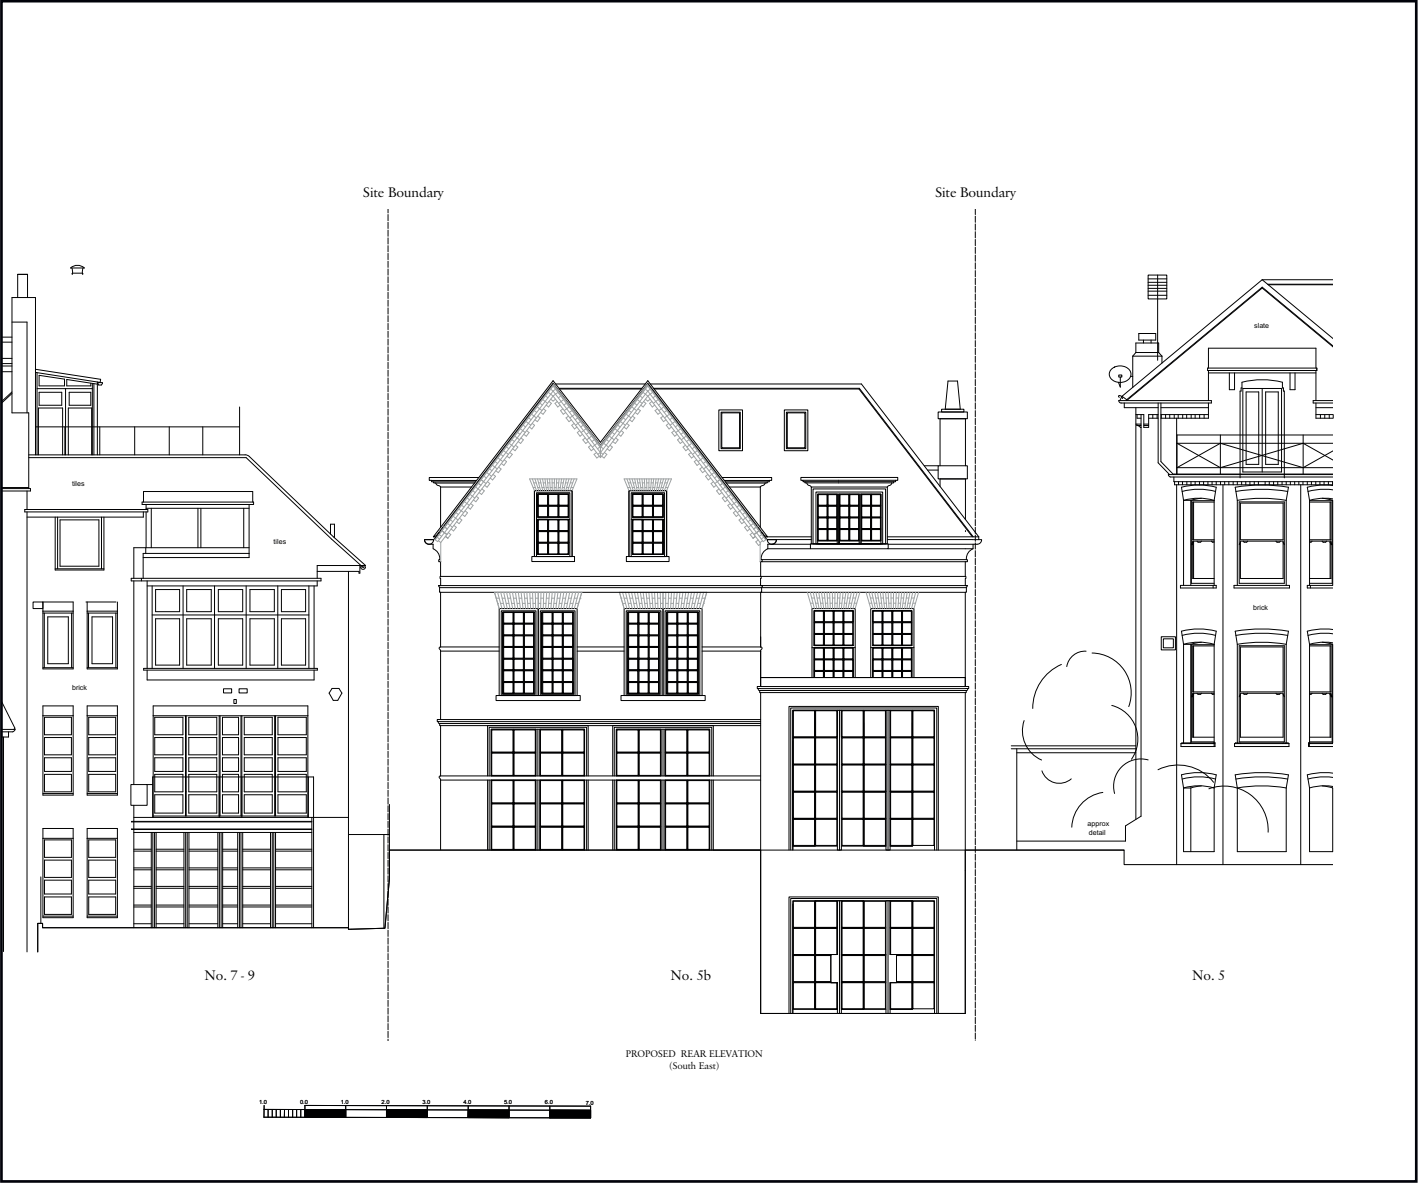 Site Boundary
Site Boundary
slate
tiles
tiles
brick
brick
approx
detail
No. 7 - 9
No. 5b
No. 5
PROPOSED REAR ELEVATION
(South East)
1.0 0.0 1.0 2.0 3.0 4.0 5.0 6.0 7.0